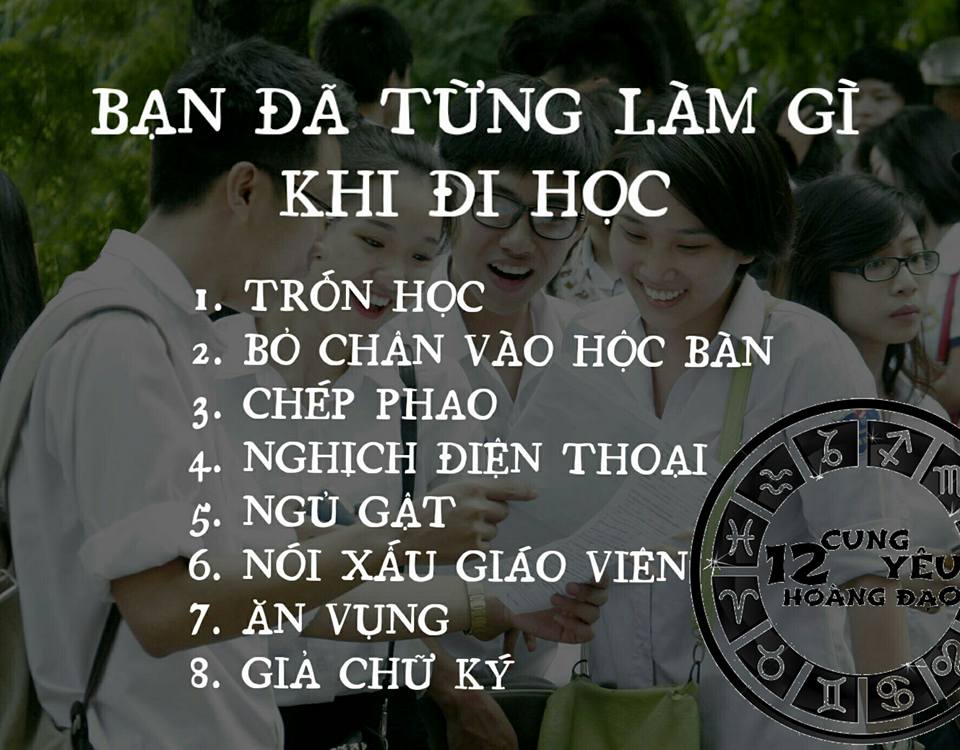 BẠN ĐÃ TỪNG LÀM GÌ
KHI ĐI HỌC
1. TRỐN HỌC
2. BỎ CHÂN VÀO HỘC BÀN
3. CHÉP PHAO
4. NGHỊCH ĐIỆN THOẠI
5. NGỦ GẬT
6. NÓI XẤU GIÁO VIÊN
7. ĂN VỤNG
8. GIẢ CHỮ KÝ
12 CUNG
YÊU
HOÀNG ĐẠO